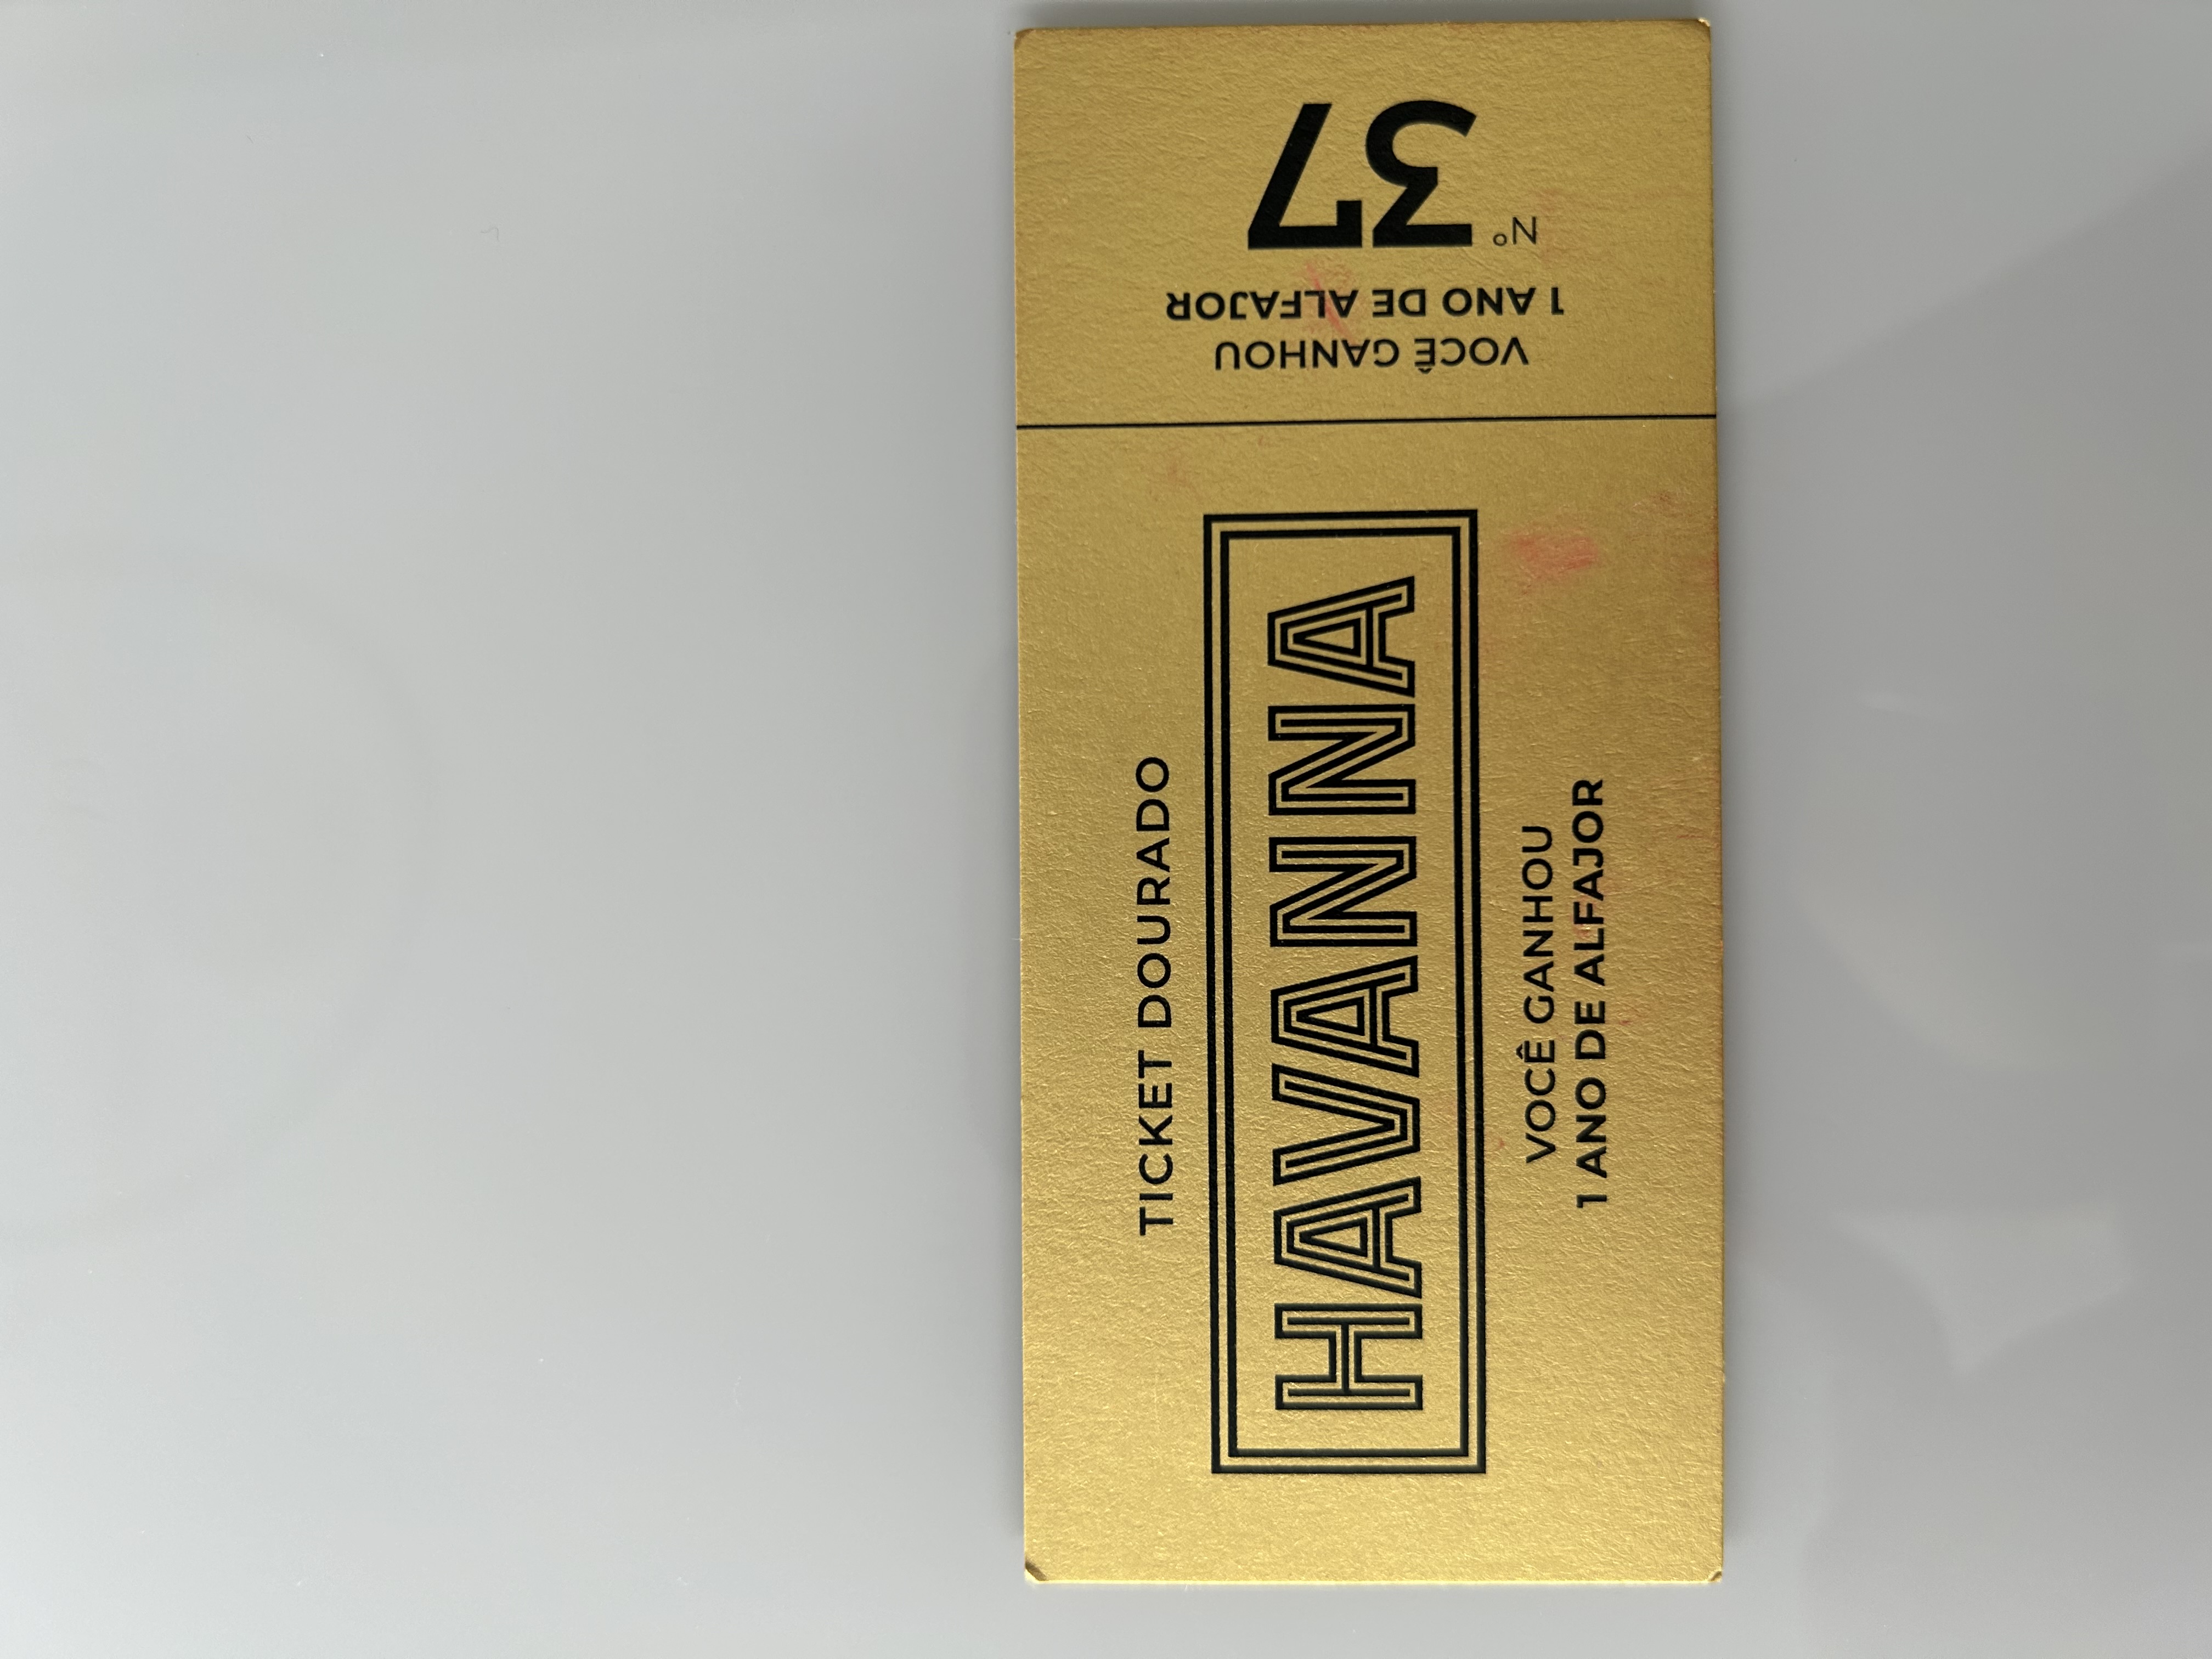 TICKET DOURADO
HAVANNA
VOCÊ GANHOU
1 ANO DE ALFAJOR
VOCÊ GANHOU
1 ANO DE ALFAJOR
Nº 37